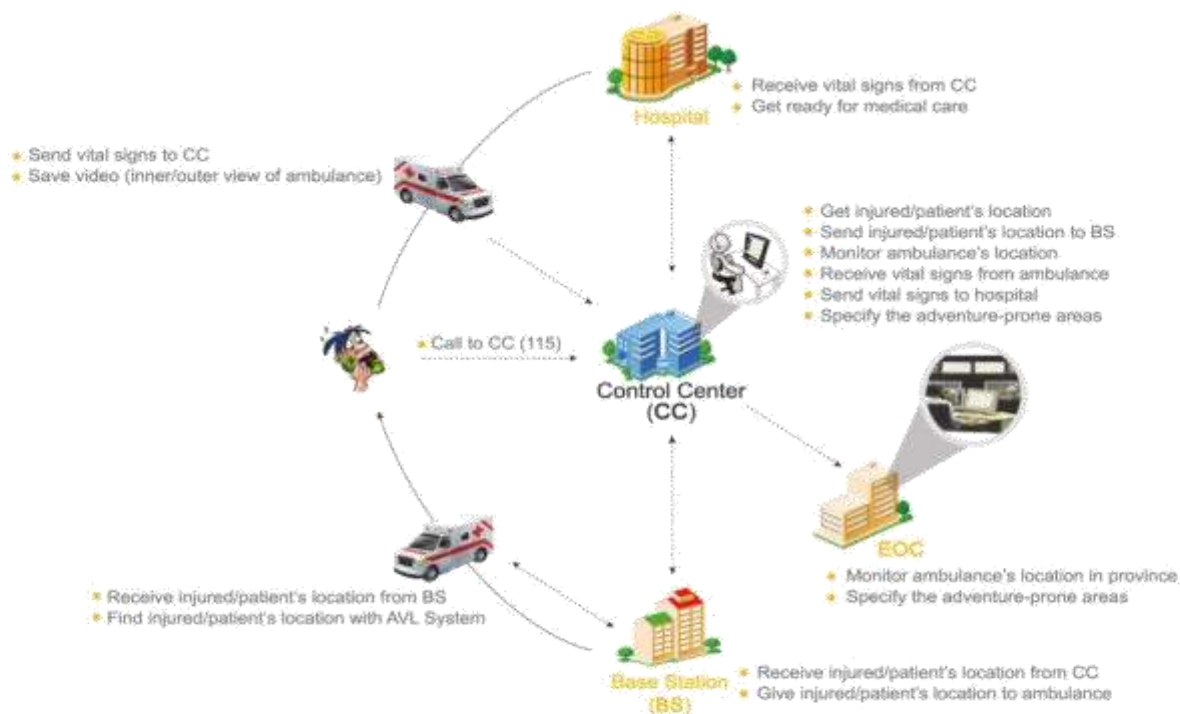 Receive vital signs from CC
Get ready for medical care
Hospital
Send vital signs to CC
Save video (inner/outer view of ambulance)
Get injured/patient's location
Send injured/patient's location to BS
Monitor ambulance's location
Receive vital signs from ambulance
Send vital signs to hospital
Specify the adventure-prone areas
Call to CC (115)
Control Center
(CC)
EOC
Monitor ambulance's location in province
Specify the adventure-prone areas
Receive injured/patient's location from BS
Find injured/patient's location with AVL System
Base Station
(BS)
Receive injured/patient's location from CC
Give injured/patient's location to ambulance